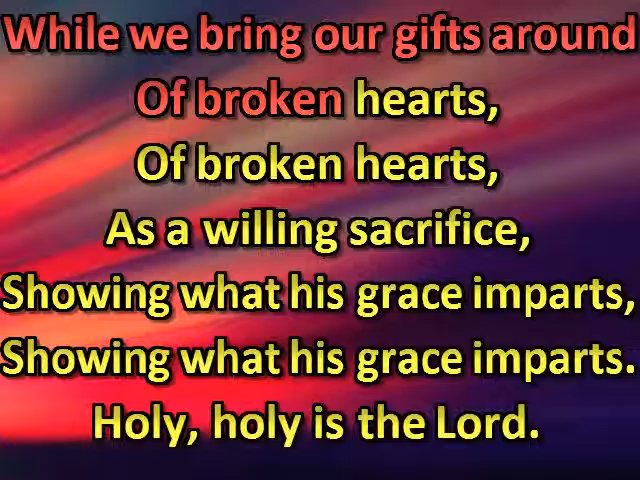 While we bring our gifts around
Of broken hearts,
Of broken hearts,
As a willing sacrifice,
Showing what his grace imparts,
Showing what his grace imparts.
Holy, holy is the Lord.